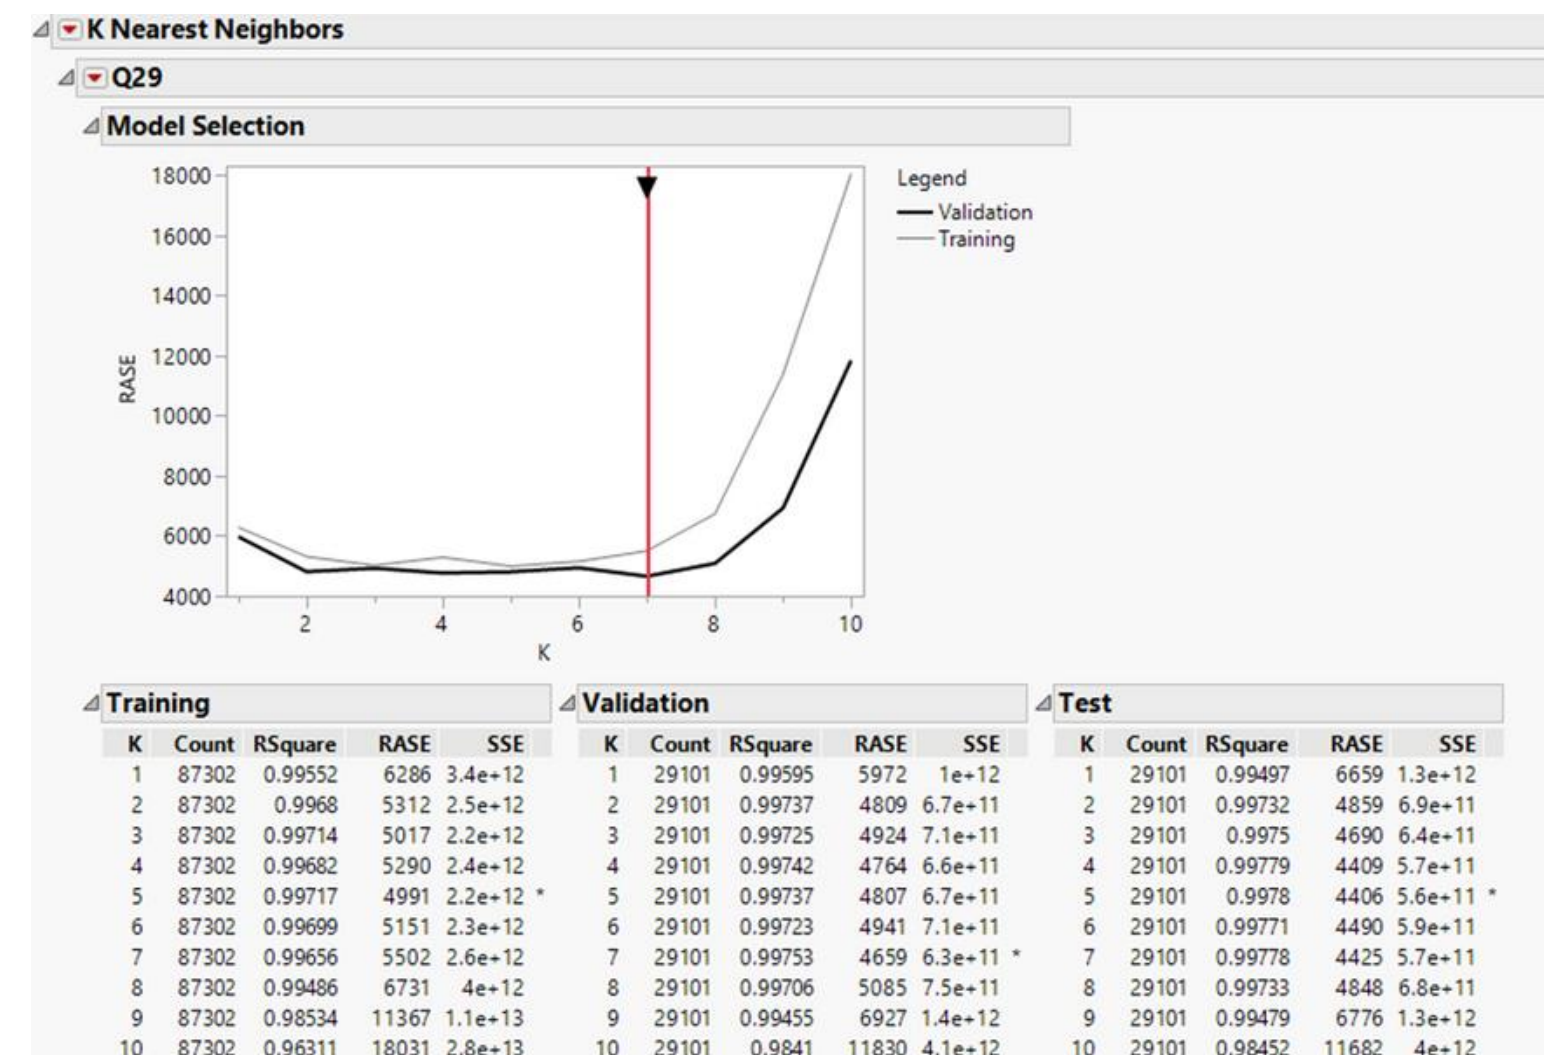 K Nearest Neighbors
Q29
Model Selection
18000
16000
14000
12000
10000
8000
6000
4000
RASE
2 4 6 8 10
K
Legend
Validation
Training
Training Validation Test
K Count RSquare RASE SSE K Count RSquare RASE SSE K Count RSquare RASE SSE
1 87302 0.99552 6286 3.4e+12 1 29101 0.99595 5972 1e+12 1 29101 0.99497 6659 1.3e+12
2 87302 0.9968 5312 2.5e+12 2 29101 0.99737 4809 6.7e+11 2 29101 0.99732 4859 6.9e+11
3 87302 0.99714 5017 2.2e+12 3 29101 0.99725 4924 7.1e+11 3 29101 0.9975 4690 6.4e+11
4 87302 0.99682 5290 2.4e+12 4 29101 0.99742 4764 6.6e+11 4 29101 0.99779 4409 5.7e+11
5 87302 0.99717 4991 2.2e+12 * 5 29101 0.99737 4807 6.7e+11 5 29101 0.9978 4406 5.6e+11 *
6 87302 0.99699 5151 2.3e+12 6 29101 0.99723 4941 7.1e+11 6 29101 0.99771 4490 5.9e+11
7 87302 0.99656 5502 2.6e+12 7 29101 0.99753 4659 6.3e+11 * 7 29101 0.99778 4425 5.7e+11
8 87302 0.99486 6731 4e+12 8 29101 0.99706 5085 7.5e+11 8 29101 0.99733 4848 6.8e+11
9 87302 0.98534 11367 1.1e+13 9 29101 0.99455 6927 1.4e+12 9 29101 0.99479 6776 1.3e+12
10 87302 0.96311 18031 2.8e+13 10 29101 0.9841 11830 4.1e+12 10 29101 0.98452 11682 4e+12